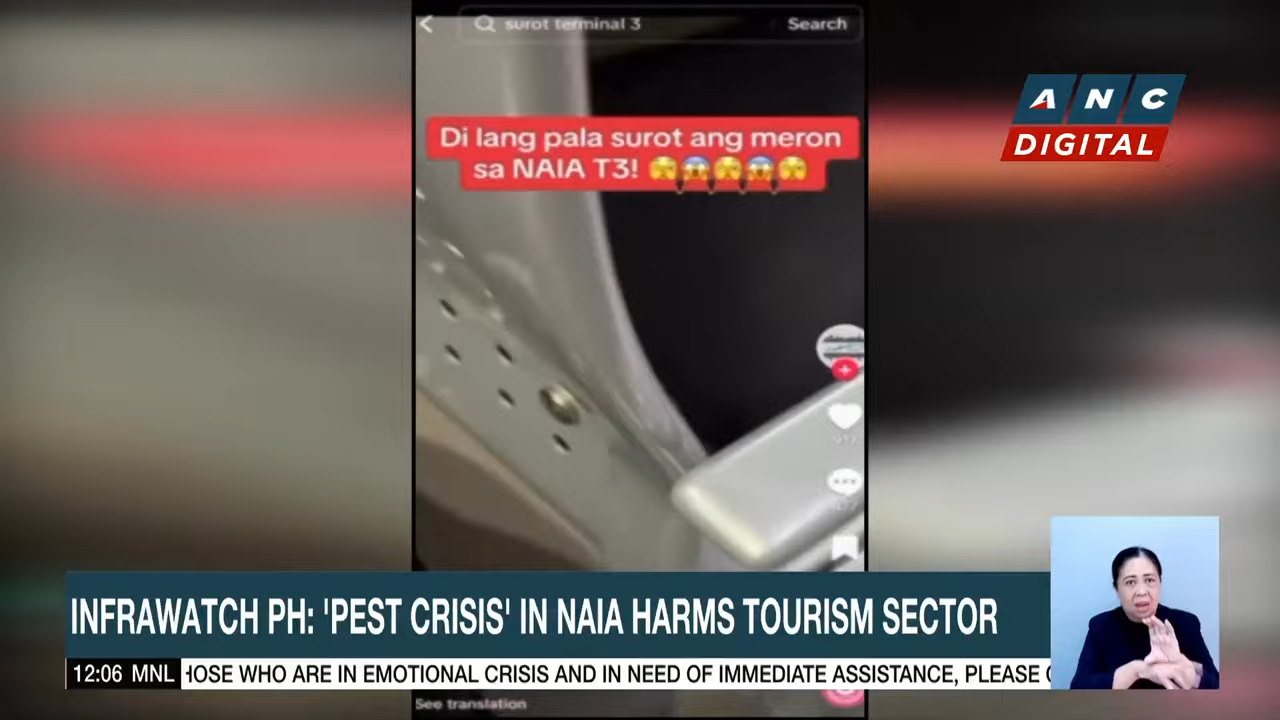 surot terminal 3
Search
ANC
DIGITAL
Di lang pala surot ang meron
sa NAIA T3! 🫣😱🫣😱🫣
INFRAWATCH PH: 'PEST CRISIS' IN NAIA HARMS TOURISM SECTOR
12:06 MNL
HOSE WHO ARE IN EMOTIONAL CRISIS AND IN NEED OF IMMEDIATE ASSISTANCE, PLEASE
See translation